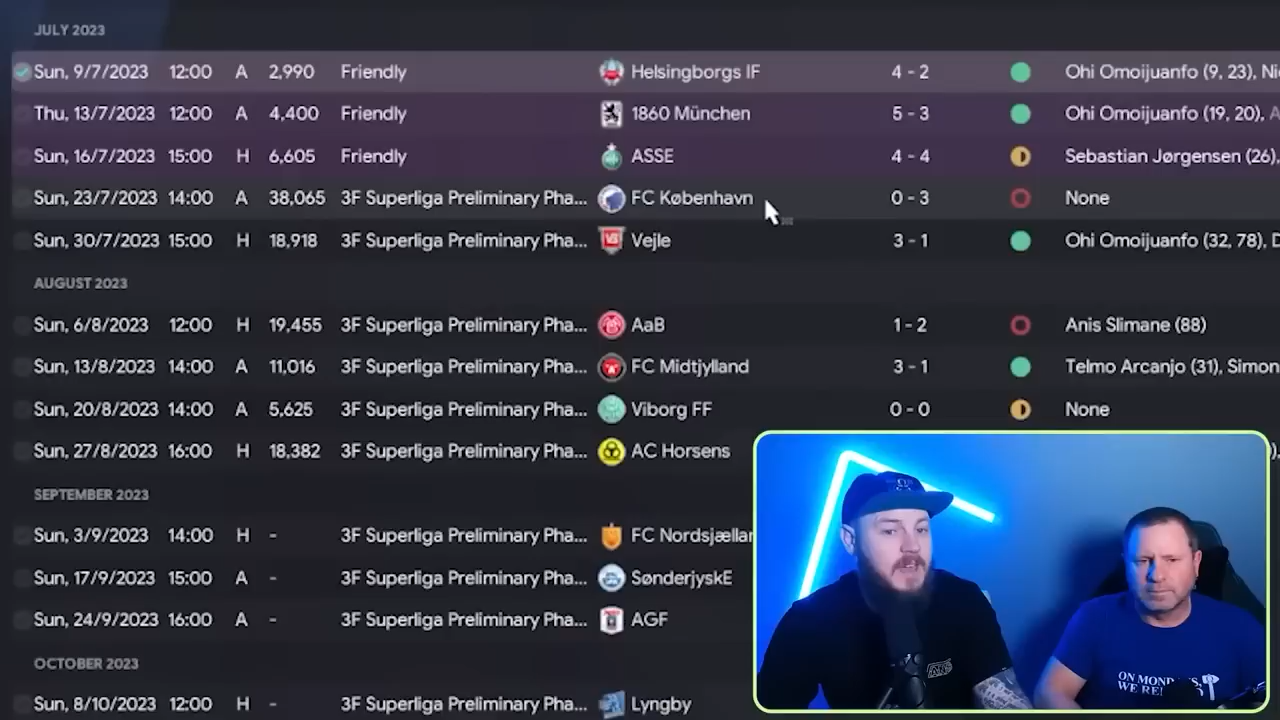 JULY 2023
Sun, 9/7/2023 12:00 A 2,990 Friendly Helsingborgs IF 4 - 2 Ohi Omoijuanfo (9, 23), Ni
Thu, 13/7/2023 12:00 A 4,400 Friendly 1860 München 5 - 3 Ohi Omoijuanfo (19, 20), A
Sun, 16/7/2023 15:00 H 6,605 Friendly ASSE 4 - 4 Sebastian Jørgensen (26),
Sun, 23/7/2023 14:00 A 38,065 3F Superliga Preliminary Pha... FC København 0 - 3 None
Sun, 30/7/2023 15:00 H 18,918 3F Superliga Preliminary Pha... Vejle 3 - 1 Ohi Omoijuanfo (32, 78), D
AUGUST 2023
Sun, 6/8/2023 12:00 H 19,455 3F Superliga Preliminary Pha... AaB 1 - 2 Anis Slimane (88)
Sun, 13/8/2023 14:00 A 11,016 3F Superliga Preliminary Pha... FC Midtjylland 3 - 1 Telmo Arcanjo (31), Simon
Sun, 20/8/2023 14:00 A 5,625 3F Superliga Preliminary Pha... Viborg FF 0 - 0 None
Sun, 27/8/2023 16:00 H 18,382 3F Superliga Preliminary Pha... AC Horsens
SEPTEMBER 2023
Sun, 3/9/2023 14:00 H - 3F Superliga Preliminary Pha... FC Nordsjællan
Sun, 17/9/2023 15:00 A - 3F Superliga Preliminary Pha... SønderjyskE
Sun, 24/9/2023 16:00 A - 3F Superliga Preliminary Pha... AGF
OCTOBER 2023
Sun, 8/10/2023 12:00 H - 3F Superliga Preliminary Pha... Lyngby
ON MOND
WE RE